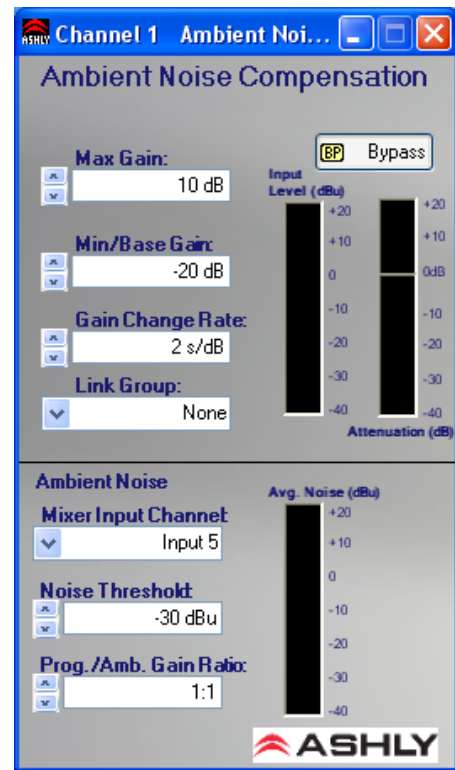 ASHLY Channel 1 Ambient Noi...
Ambient Noise Compensation
BP Bypass
Max Gain:
10 dB
Min/Base Gain:
-20 dB
Gain Change Rate:
2 s/dB
Link Group:
None
Input
Level (dBu)
+20
+10
0
-10
-20
-30
-40
+20
+10
0dB
-10
-20
-30
-40
Attenuation (dB)
Ambient Noise
Mixer Input Channel:
Input 5
Noise Threshold:
-30 dBu
Prog./Amb. Gain Ratio:
1:1
Avg. Noise (dBu)
+20
+10
0
-10
-20
-30
-40
ASHLY